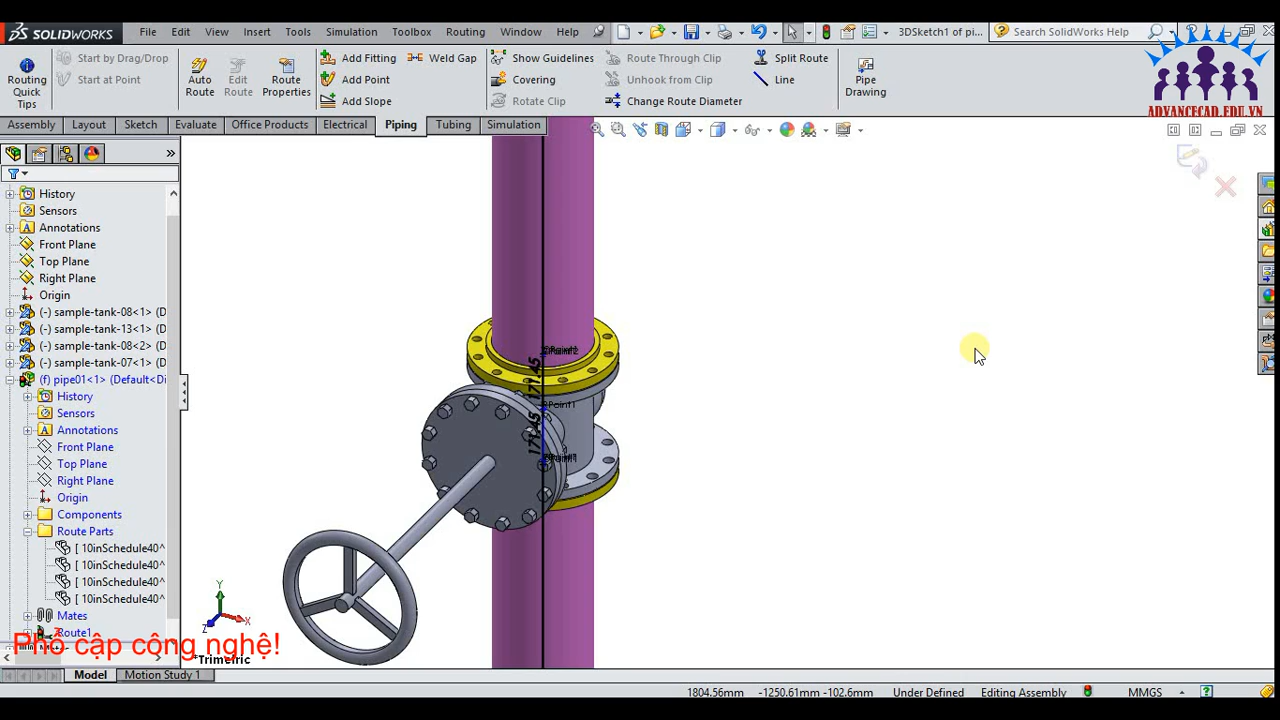 SOLIDWORKS File Edit View Insert Tools Simulation Toolbox Routing Window Help 3DSketch1 of pi... Search SolidWorks Help
Routing Quick Tips
Start by Drag/Drop
Start at Point
Auto Route
Edit Route
Route Properties
Add Fitting
Add Point
Add Slope
Weld Gap
Show Guidelines
Covering
Rotate Clip
Route Through Clip
Unhook from Clip
Change Route Diameter
Split Route
Line
Pipe Drawing
ADVANCECAD.EDU.VN
Assembly Layout Sketch Evaluate Office Products Electrical Piping Tubing Simulation
History
Sensors
Annotations
Front Plane
Top Plane
Right Plane
Origin
(-) sample-tank-08<1> (D
(-) sample-tank-13<1> (D
(-) sample-tank-08<2> (D
(-) sample-tank-07<1> (D
(f) pipe01<1> (Default<Di
History
Sensors
Annotations
Front Plane
Top Plane
Right Plane
Origin
Components
Route Parts
[ 10inSchedule40^
[ 10inSchedule40^
[ 10inSchedule40^
[ 10inSchedule40^
Mates
Route1
171.45
171.45
Y
X
Z
*Trimetric
Phổ cập công nghệ!
Model Motion Study 1
1804.56mm -1250.61mm -102.6mm Under Defined Editing Assembly MMGS